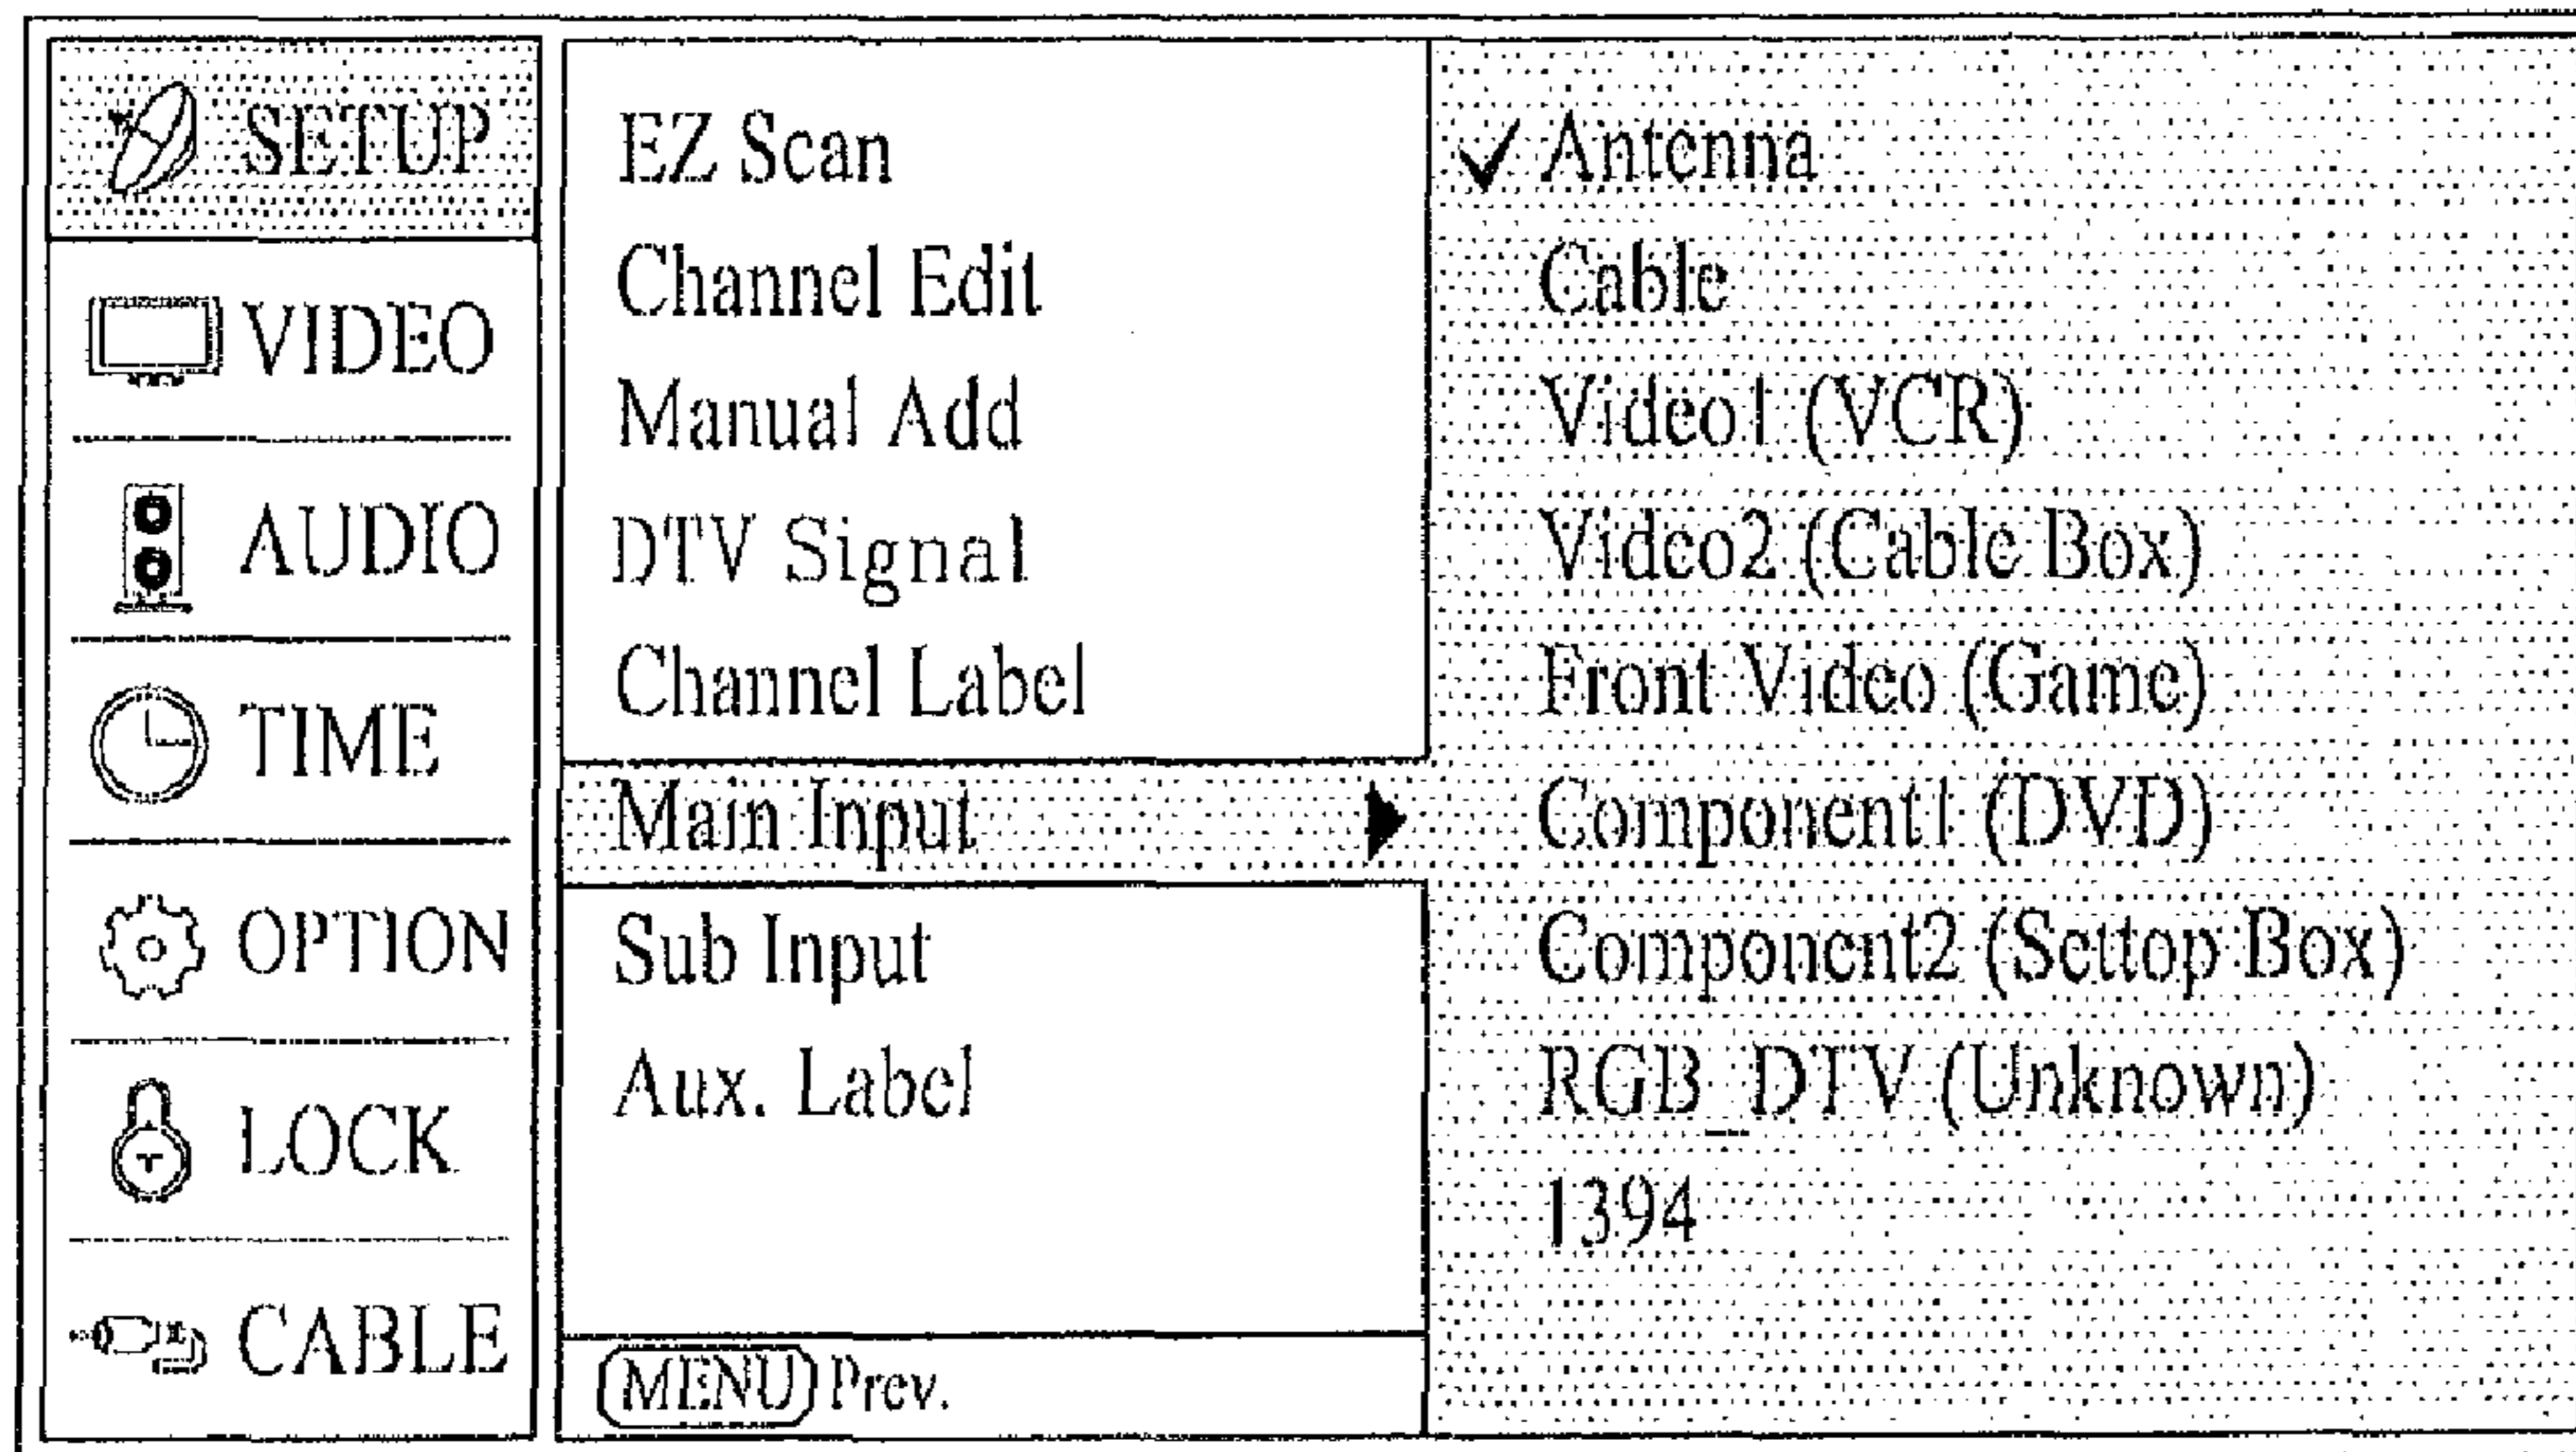 SETUP
VIDEO
AUDIO
TIME
OPTION
LOCK
CABLE
EZ Scan
Channel Edit
Manual Add
DTV Signal
Channel Label
Main Input
Sub Input
Aux. Label
MENU Prev.
✓ Antenna
Cable
Video1 (VCR)
Video2 (Cable Box)
Front Video (Game)
Component1 (DVD)
Component2 (Settop Box)
RGB_DTV (Unknown)
1394